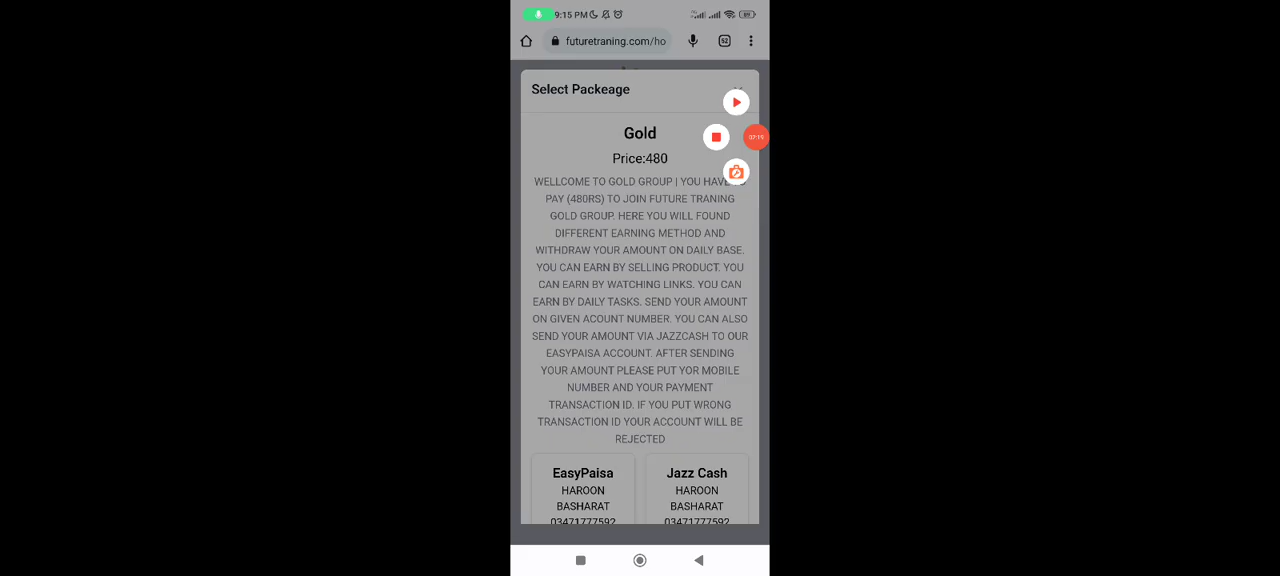 9:15 PM
futuretraning.com/ho
52
Select Packeage
Gold
02:19
Price:480
WELLCOME TO GOLD GROUP | YOU HAVE
PAY (480RS) TO JOIN FUTURE TRANING
GOLD GROUP. HERE YOU WILL FOUND
DIFFERENT EARNING METHOD AND
WITHDRAW YOUR AMOUNT ON DAILY BASE.
YOU CAN EARN BY SELLING PRODUCT. YOU
CAN EARN BY WATCHING LINKS. YOU CAN
EARN BY DAILY TASKS. SEND YOUR AMOUNT
ON GIVEN ACOUNT NUMBER. YOU CAN ALSO
SEND YOUR AMOUNT VIA JAZZCASH TO OUR
EASYPAISA ACCOUNT. AFTER SENDING
YOUR AMOUNT PLEASE PUT YOR MOBILE
NUMBER AND YOUR PAYMENT
TRANSACTION ID. IF YOU PUT WRONG
TRANSACTION ID YOUR ACCOUNT WILL BE
REJECTED
EasyPaisa
HAROON
BASHARAT
03471777592
Jazz Cash
HAROON
BASHARAT
03471777592